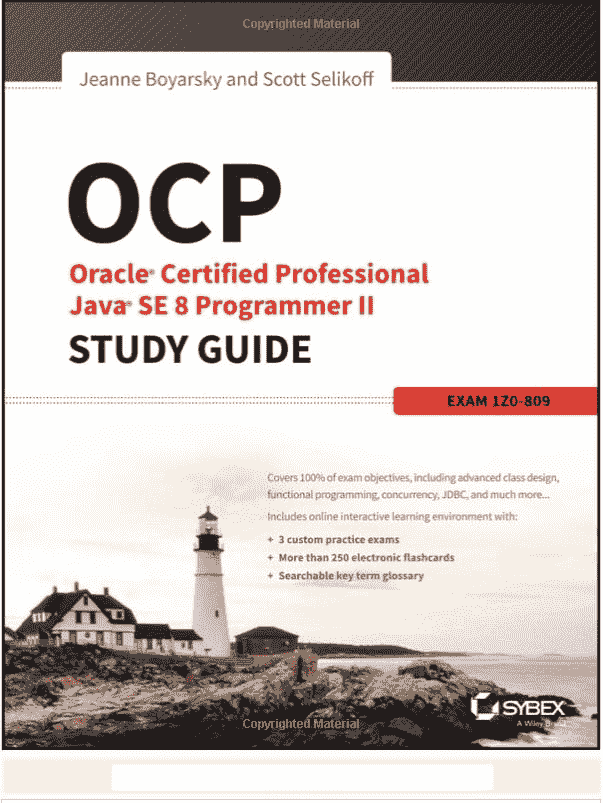 Copyrighted Material
Jeanne Boyarsky and Scott Selikoff
OCP
Oracle® Certified Professional
Java® SE 8 Programmer II
STUDY GUIDE
EXAM 1Z0-809
Covers 100% of exam objectives, including advanced class design,
functional programming, concurrency, JDBC, and much more...
Includes online interactive learning environment with:
+ 3 custom practice exams
+ More than 250 electronic flashcards
+ Searchable key term glossary
SYBEX
A Wiley Brand
Copyrighted Material